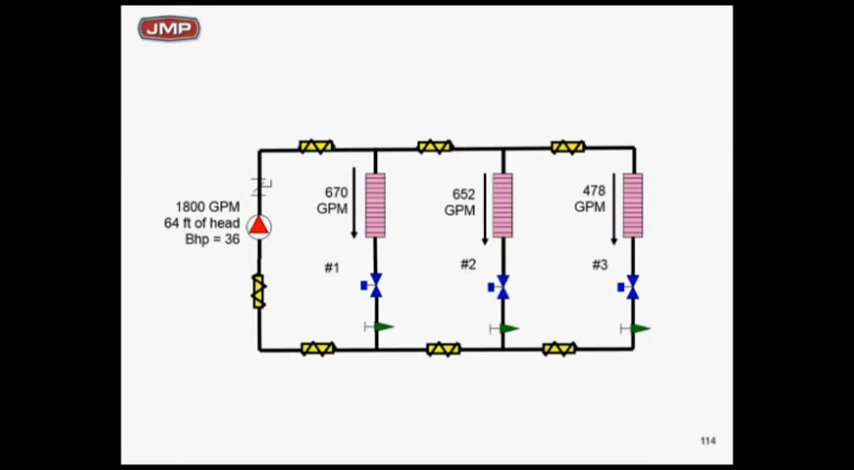 JMP
1800 GPM
64 ft of head
Bhp = 36
670
GPM
652
GPM
478
GPM
#1
#2
#3
114